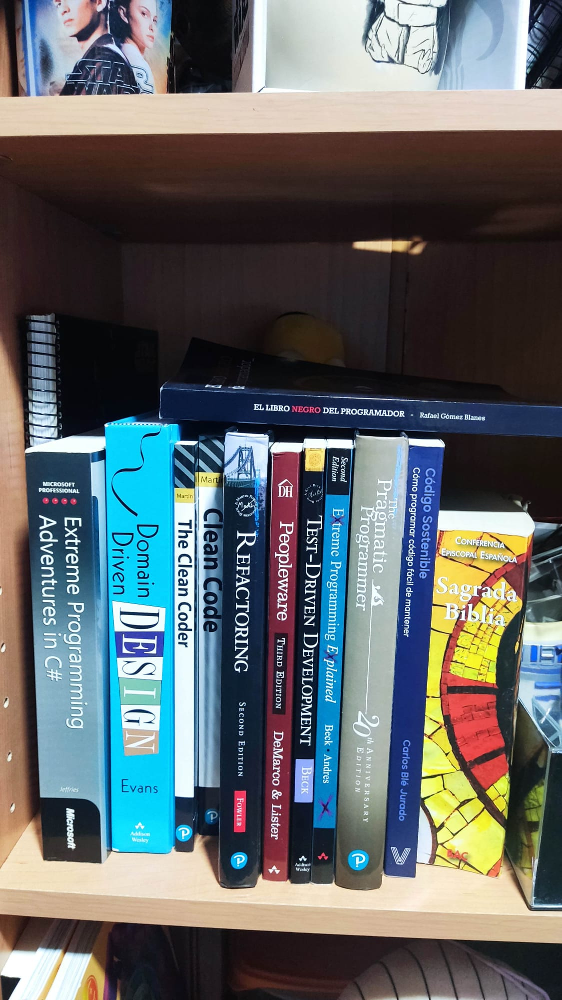 STAR
WARS
EL LIBRO NEGRO DEL PROGRAMADOR - Rafael Gómez Blanes
MICROSOFT
PROFESSIONAL
Extreme Programming
Adventures in C#
Jeffries
Microsoft
Domain
Driven
DESIGN
Evans
Addison
Wesley
Martin
The Clean Coder
P
Martin
Clean Code
P
REFACTORING
SECOND EDITION
FOWLER
P
DH
Peopleware
THIRD EDITION
DeMarco & Lister
TEST-DRIVEN DEVELOPMENT
BECK
Addison
Wesley
Second
Edition
Extreme Programming Explained
Beck • Andres
The
Pragmatic
Programmer
20th ANNIVERSARY
EDITION
P
Código Sostenible
Cómo programar código fácil de mantener
Carlos Blé Jurado
CONFERENCIA
EPISCOPAL ESPAÑOLA
Sagrada
Biblia
BAC